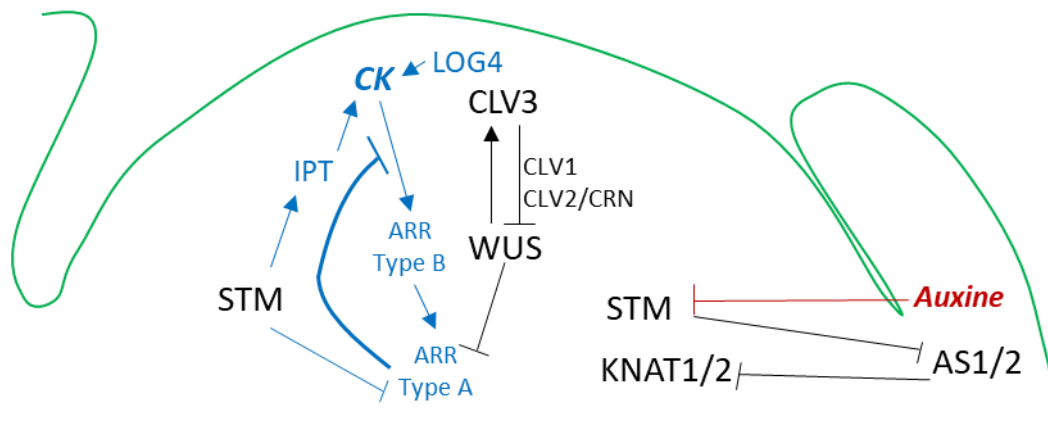 LOG4
CK
CLV3
IPT
CLV1
CLV2/CRN
ARR
Type B
WUS
STM
ARR
Type A
STM
Auxine
KNAT1/2
AS1/2